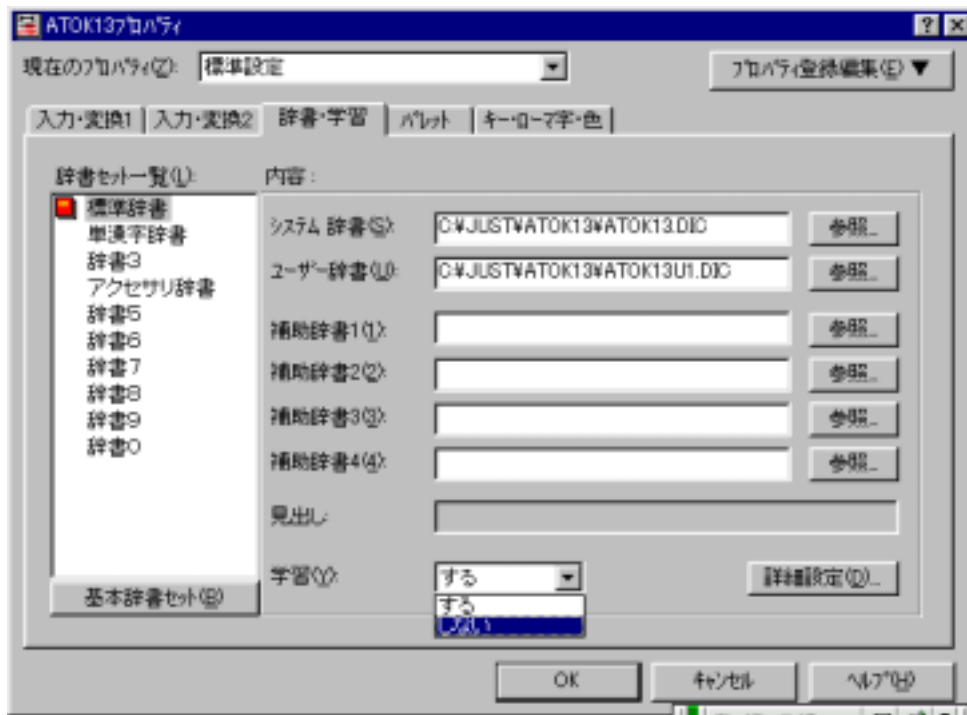 ATOK13プロパティ
現在のプロパティ(Z): 標準設定 プロパティ登録編集(E) ▼
入力・変換1 入力・変換2 辞書・学習 パレット キー・ローマ字・色
辞書セット一覧(L): 内容:
標準辞書
単漢字辞書
辞書3
アクセサリ辞書
辞書5
辞書6
辞書7
辞書8
辞書9
辞書0
基本辞書セット(B)
システム辞書(S): C:¥JUST¥ATOK13¥ATOK13.DIC 参照...
ユーザー辞書(U): C:¥JUST¥ATOK13¥ATOK13U1.DIC 参照...
補助辞書1(1): 参照...
補助辞書2(2): 参照...
補助辞書3(3): 参照...
補助辞書4(4): 参照...
見出し:
学習(Y): する 詳細設定(D)...
する
しない
OK キャンセル ヘルプ(H)